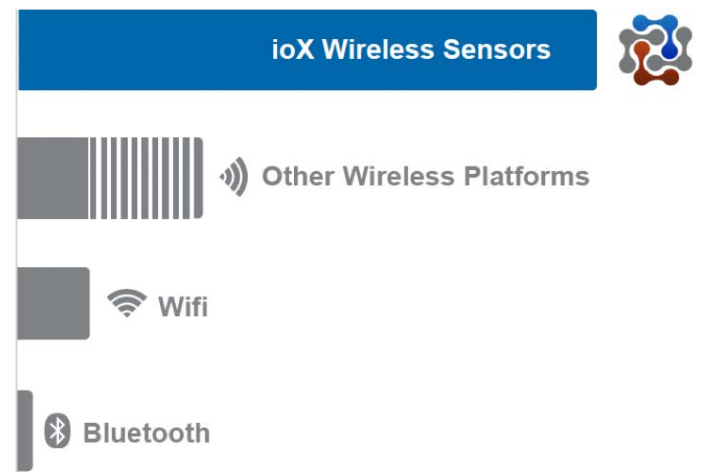 ioX Wireless Sensors
Other Wireless Platforms
Wifi
Bluetooth